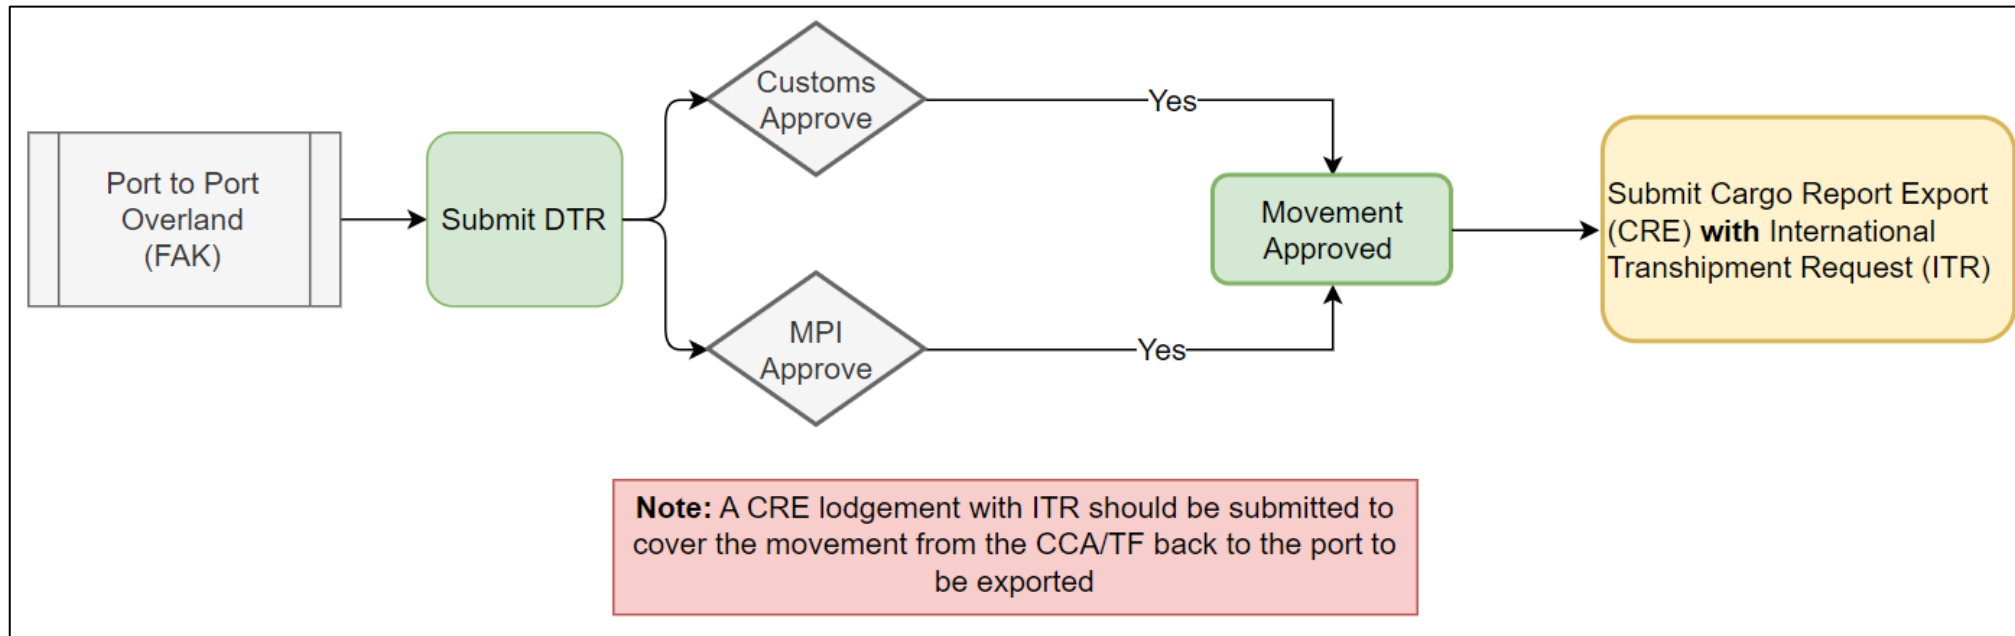 Port to Port
Overland
(FAK)
Submit DTR
Customs
Approve
Yes
MPI
Approve
Yes
Movement
Approved
Submit Cargo Report Export
(CRE) with International
Transhipment Request (ITR)
Note: A CRE lodgement with ITR should be submitted to
cover the movement from the CCA/TF back to the port to
be exported